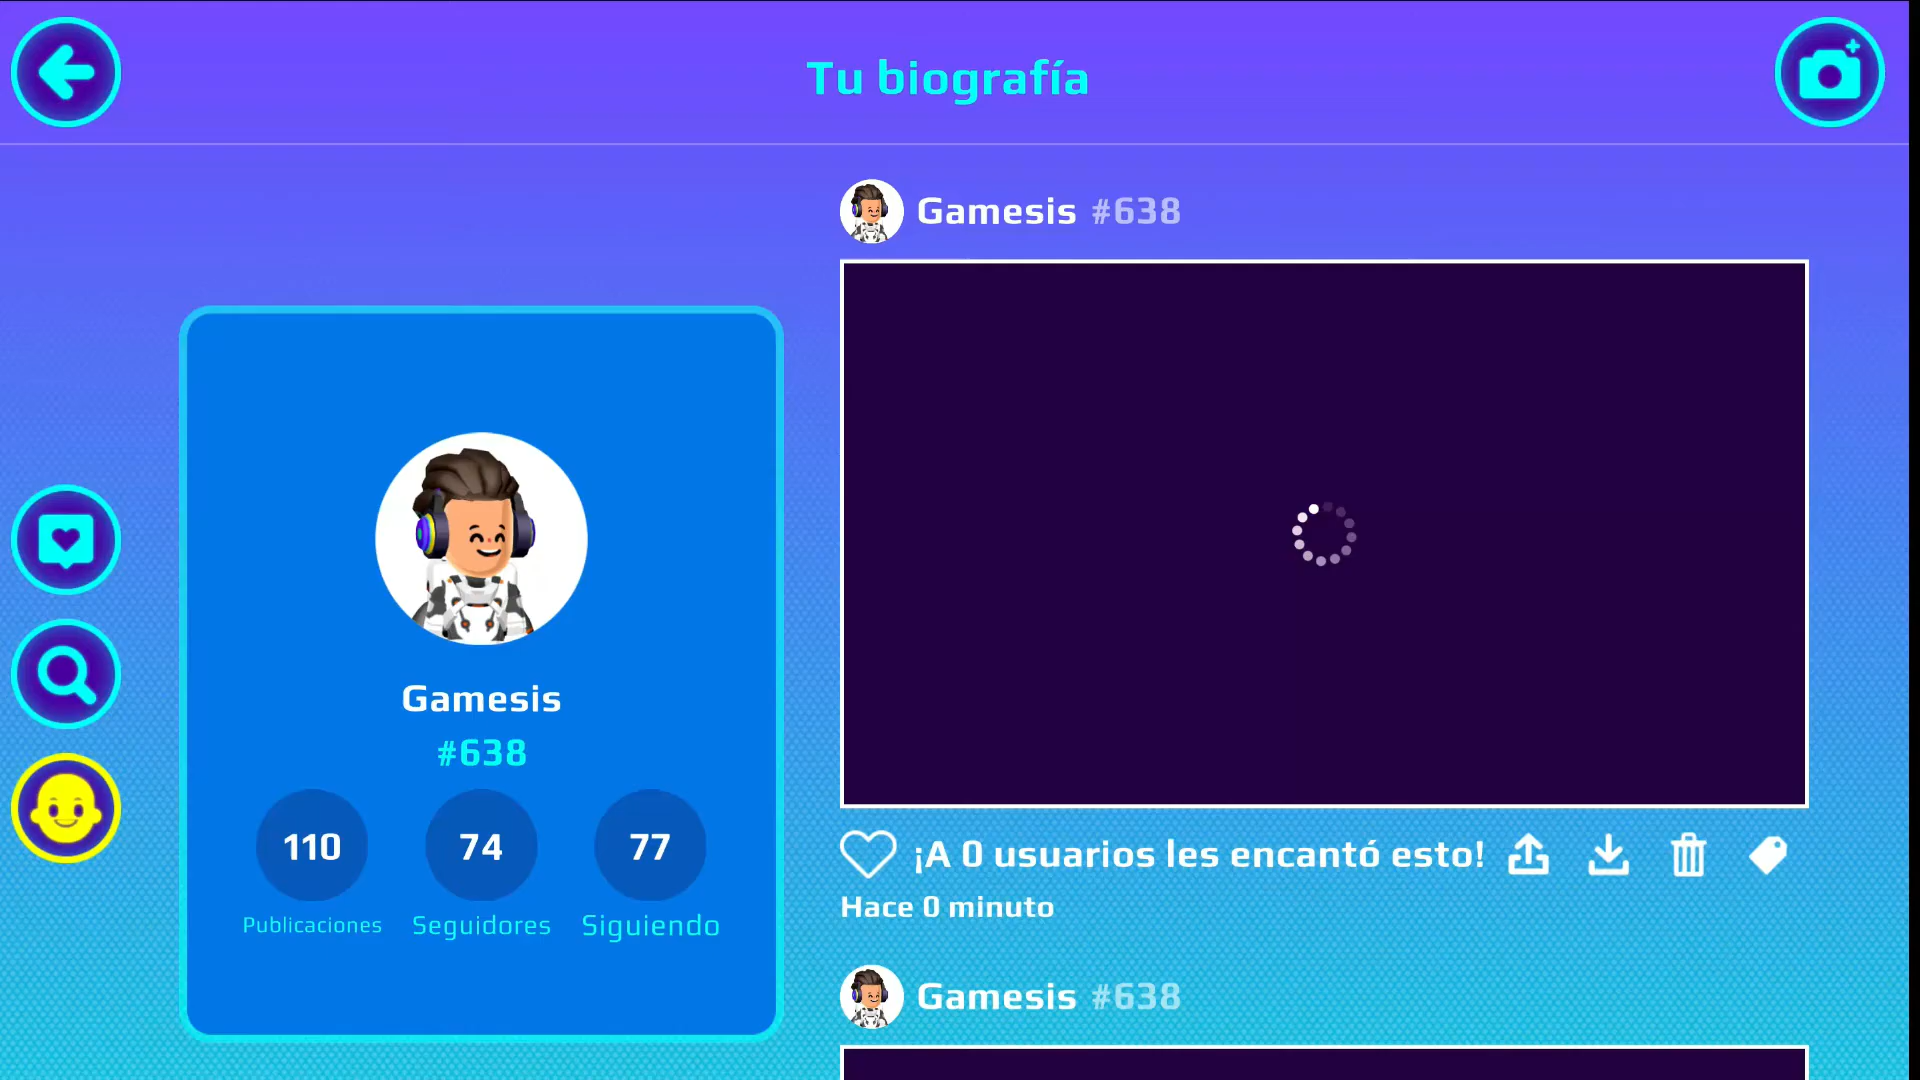 Tu biografía
Gamesis #638
Gamesis
#638
110
74
77
Publicaciones
Seguidores
Siguiendo
¡A 0 usuarios les encantó esto!
Hace 0 minuto
Gamesis #638